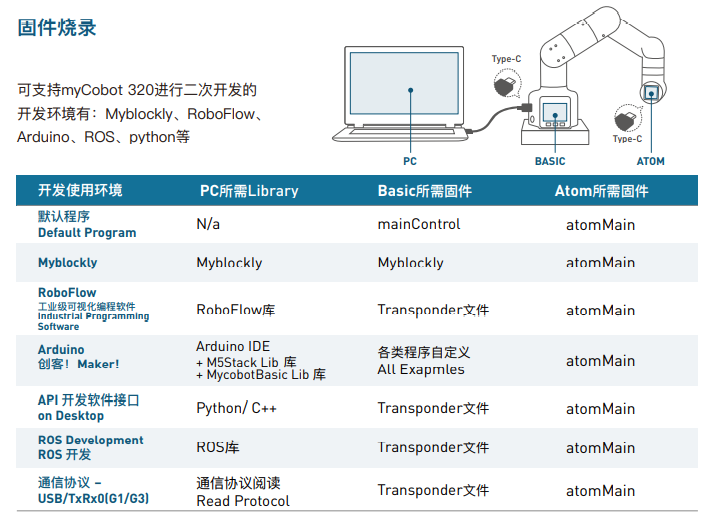 固件烧录
可支持myCobot 320进行二次开发的
开发环境有：Myblockly、RoboFlow、
Arduino、ROS、python等
Type-C
Type-C
PC
BASIC
ATOM
开发使用环境 PC所需Library Basic所需固件 Atom所需固件
默认程序
Default Program
N/a mainControl atomMain
Myblockly Myblockly Myblockly atomMain
RoboFlow
工业级可视化编程软件
Industrial Programming
Software
RoboFlow库 Transponder文件 atomMain
Arduino
创客！Maker!
Arduino IDE
+ M5Stack Lib 库
+ MycobotBasic Lib 库
各类程序自定义
All Exapmles
atomMain
API 开发软件接口
on Desktop
Python/ C++ Transponder文件 atomMain
ROS Development
ROS 开发
ROS库 Transponder文件 atomMain
通信协议 –
USB/TxRx0(G1/G3)
通信协议阅读
Read Protocol
Transponder文件 atomMain